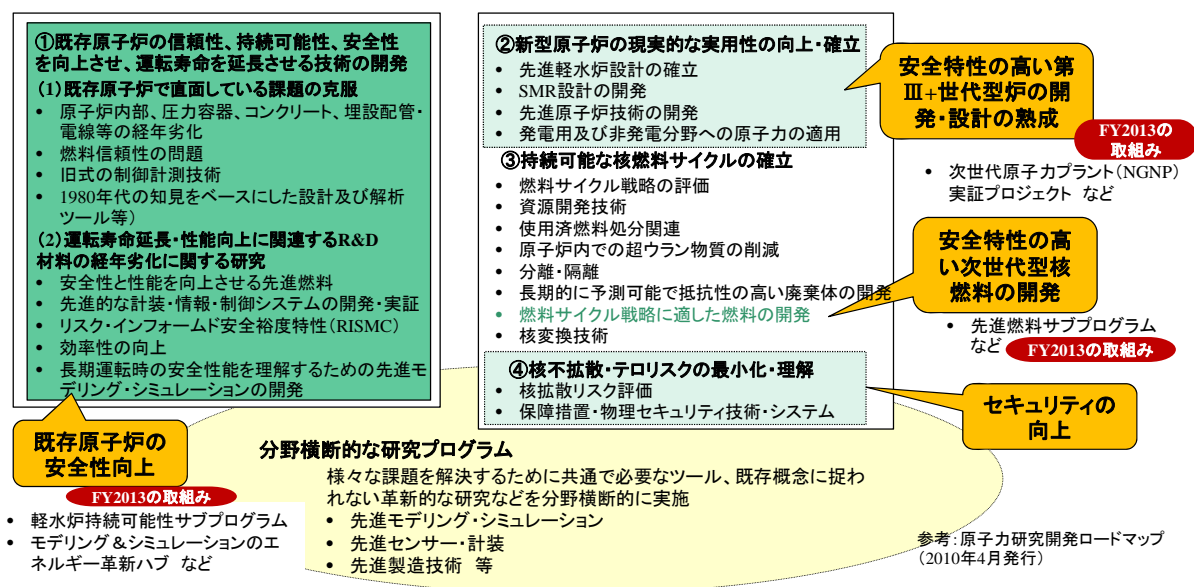 ①既存原子炉の信頼性、持続可能性、安全性
を向上させ、運転寿命を延長させる技術の開発
(1)既存原子炉で直面している課題の克服
• 原子炉内部、圧力容器、コンクリート、埋設配管・
電線等の経年劣化
• 燃料信頼性の問題
• 旧式の制御計測技術
• 1980年代の知見をベースにした設計及び解析
ツール等)
(2)運転寿命延長・性能向上に関連するR&D
材料の経年劣化に関する研究
• 安全性と性能を向上させる先進燃料
• 先進的な計装・情報・制御システムの開発・実証
• リスク・インフォームド安全裕度特性(RISMC)
• 効率性の向上
• 長期運転時の安全性能を理解するための先進モ
デリング・シミュレーションの開発
既存原子炉の
安全性向上
FY2013の取組み
• 軽水炉持続可能性サブプログラム
• モデリング&シミュレーションのエ
ネルギー革新ハブ など
②新型原子炉の現実的な実用性の向上・確立
• 先進軽水炉設計の確立
• SMR設計の開発
• 先進原子炉技術の開発
• 発電用及び非発電分野への原子力の適用
③持続可能な核燃料サイクルの確立
• 燃料サイクル戦略の評価
• 資源開発技術
• 使用済燃料処分関連
• 原子炉内での超ウラン物質の削減
• 分離・隔離
• 長期的に予測可能で抵抗性の高い廃棄体の開発
• 燃料サイクル戦略に適した燃料の開発
• 核変換技術
④核不拡散・テロリスクの最小化・理解
• 核拡散リスク評価
• 保障措置・物理セキュリティ技術・システム
安全特性の高い第
Ⅲ+世代型炉の開
発・設計の熟成
FY2013の
取組み
• 次世代原子力プラント(NGNP)
実証プロジェクト など
安全特性の高
い次世代型核
燃料の開発
• 先進燃料サブプログラム
など
FY2013の取組み
セキュリティの
向上
分野横断的な研究プログラム
様々な課題を解決するために共通で必要なツール、既存概念に捉わ
れない革新的な研究などを分野横断的に実施
• 先進モデリング・シミュレーション
• 先進センサー・計装
• 先進製造技術 等
参考:原子力研究開発ロードマップ
(2010年4月発行)